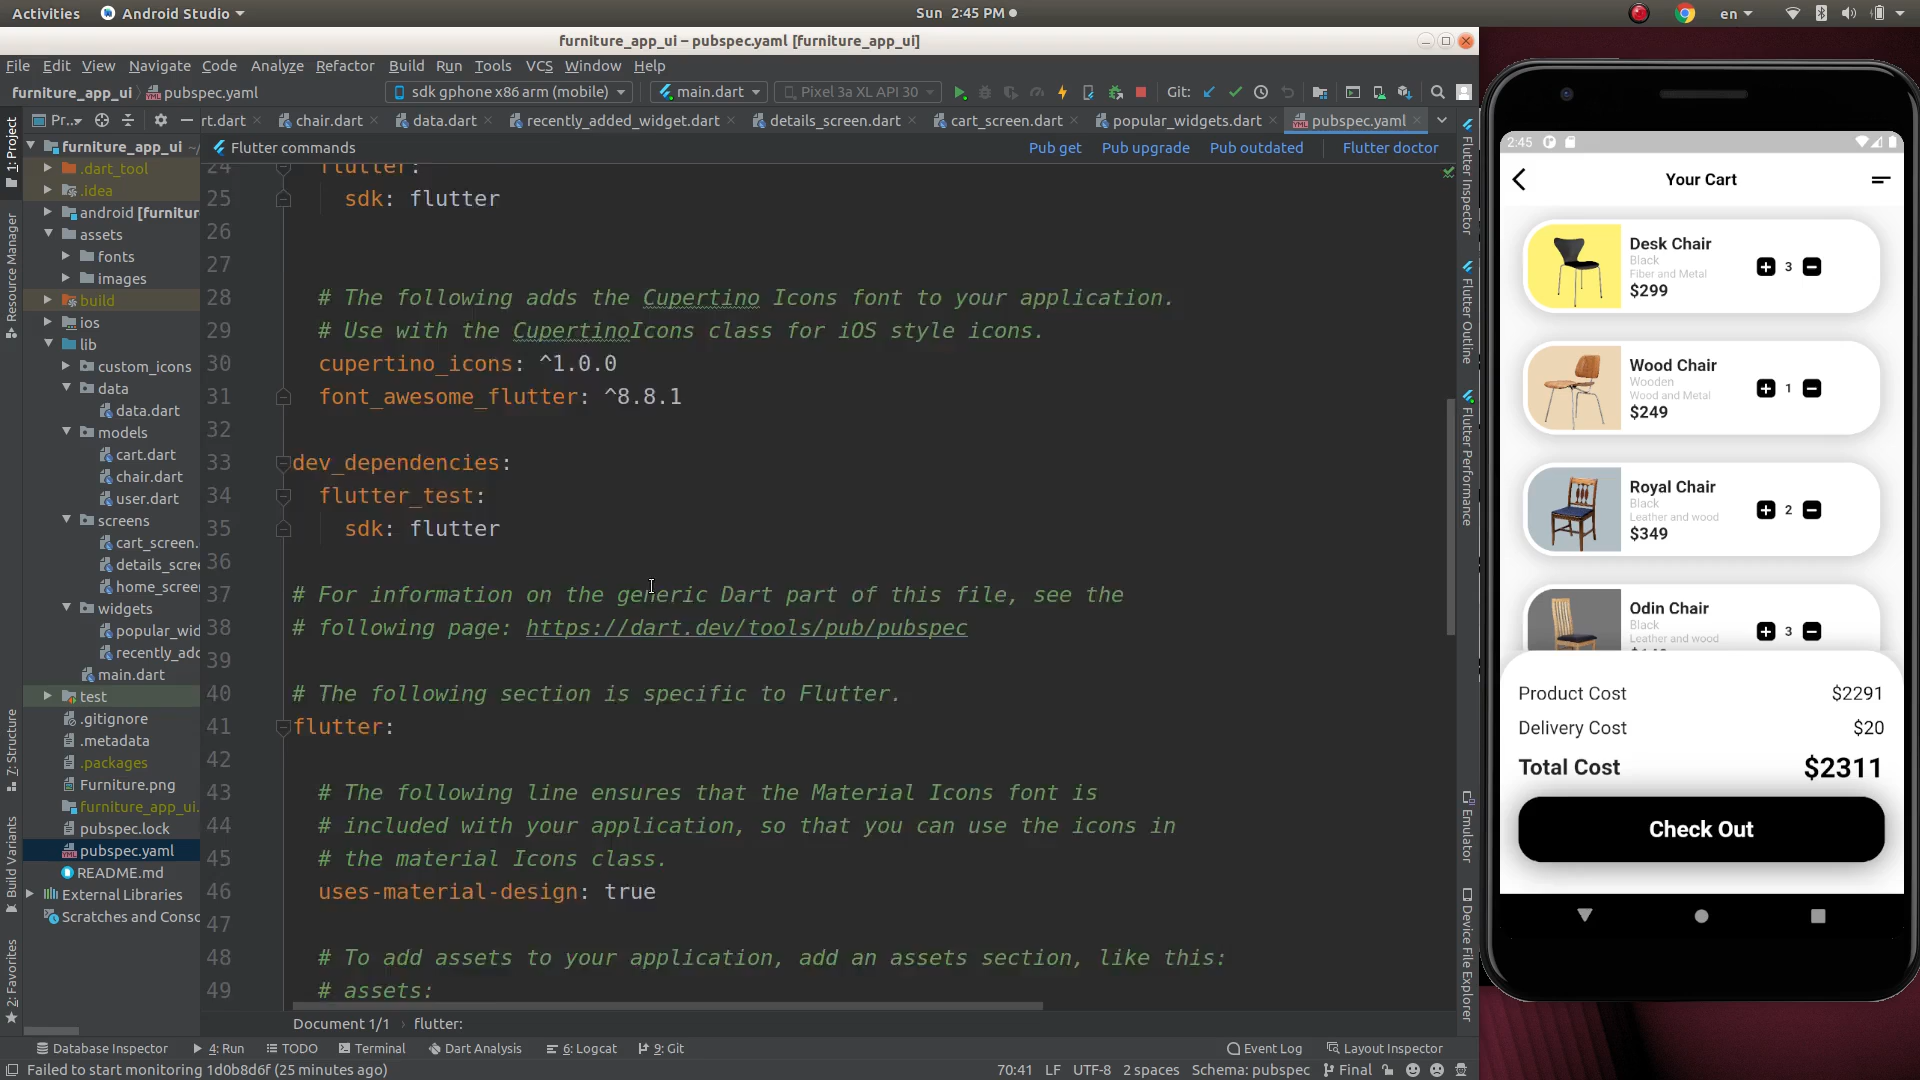 Activities Android Studio Sun 2:45 PM en
furniture_app_ui – pubspec.yaml [furniture_app_ui]
File Edit View Navigate Code Analyze Refactor Build Run Tools VCS Window Help
furniture_app_ui pubspec.yaml sdk gphone x86 arm (mobile) main.dart Pixel 3a XL API 30 Git:
Pr.. rt.dart chair.dart data.dart recently_added_widget.dart details_screen.dart cart_screen.dart popular_widgets.dart pubspec.yaml
Flutter commands Pub get Pub upgrade Pub outdated Flutter doctor
1: Project
Resource Manager
7: Structure
Build Variants
2: Favorites
furniture_app_ui
.dart_tool
.idea
android [furnitur
assets
fonts
images
build
ios
lib
custom_icons
data
data.dart
models
cart.dart
chair.dart
user.dart
screens
cart_screen.
details_scree
home_screen
widgets
popular_wid
recently_adc
main.dart
test
.gitignore
.metadata
.packages
Furniture.png
furniture_app_ui.
pubspec.lock
pubspec.yaml
README.md
External Libraries
Scratches and Consc
24 flutter:
25 sdk: flutter
26
27
28 # The following adds the Cupertino Icons font to your application.
29 # Use with the CupertinoIcons class for iOS style icons.
30 cupertino_icons: ^1.0.0
31 font_awesome_flutter: ^8.8.1
32
33 dev_dependencies:
34 flutter_test:
35 sdk: flutter
36
37 # For information on the generic Dart part of this file, see the
38 # following page: https://dart.dev/tools/pub/pubspec
39
40 # The following section is specific to Flutter.
41 flutter:
42
43 # The following line ensures that the Material Icons font is
44 # included with your application, so that you can use the icons in
45 # the material Icons class.
46 uses-material-design: true
47
48 # To add assets to your application, add an assets section, like this:
49 # assets:
Document 1/1 › flutter:
Flutter Inspector
Flutter Outline
Flutter Performance
Emulator
Device File Explorer
Database Inspector 4: Run TODO Terminal Dart Analysis 6: Logcat 9: Git Event Log Layout Inspector
Failed to start monitoring 1d0b8d6f (25 minutes ago) 70:41 LF UTF-8 2 spaces Schema: pubspec Final
2:45
Your Cart
Desk Chair
Black
Fiber and Metal
$299
3
Wood Chair
Wooden
Wood and Metal
$249
1
Royal Chair
Black
Leather and wood
$349
2
Odin Chair
Black
Leather and wood
3
Product Cost $2291
Delivery Cost $20
Total Cost $2311
Check Out